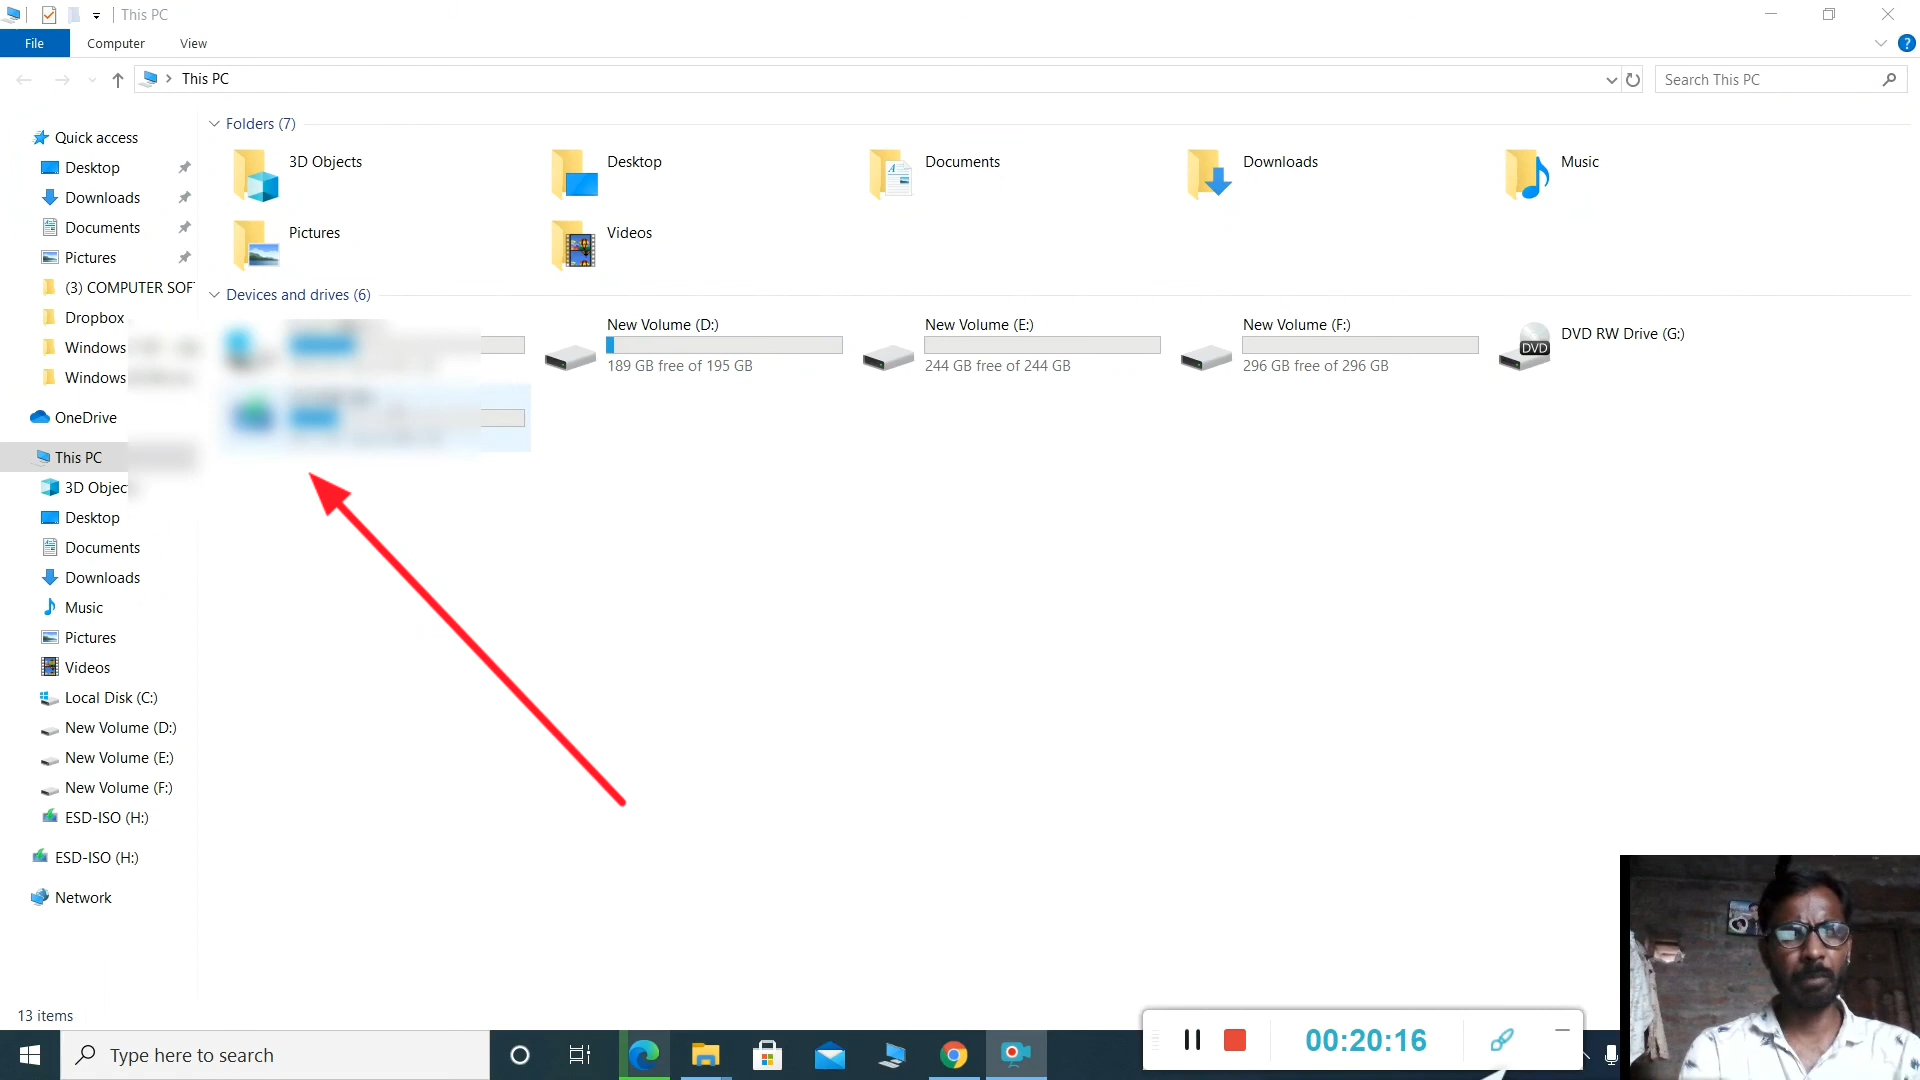 This PC
File
Computer
View
This PC
Search This PC
Quick access
Desktop
Downloads
Documents
Pictures
(3) COMPUTER SOF
Dropbox
Windows
Windows
OneDrive
This PC
3D Objec
Desktop
Documents
Downloads
Music
Pictures
Videos
Local Disk (C:)
New Volume (D:)
New Volume (E:)
New Volume (F:)
ESD-ISO (H:)
ESD-ISO (H:)
Network
Folders (7)
3D Objects
Desktop
Documents
Downloads
Music
Pictures
Videos
Devices and drives (6)
New Volume (D:)
189 GB free of 195 GB
New Volume (E:)
244 GB free of 244 GB
New Volume (F:)
296 GB free of 296 GB
DVD
DVD RW Drive (G:)
13 items
Type here to search
00:20:16